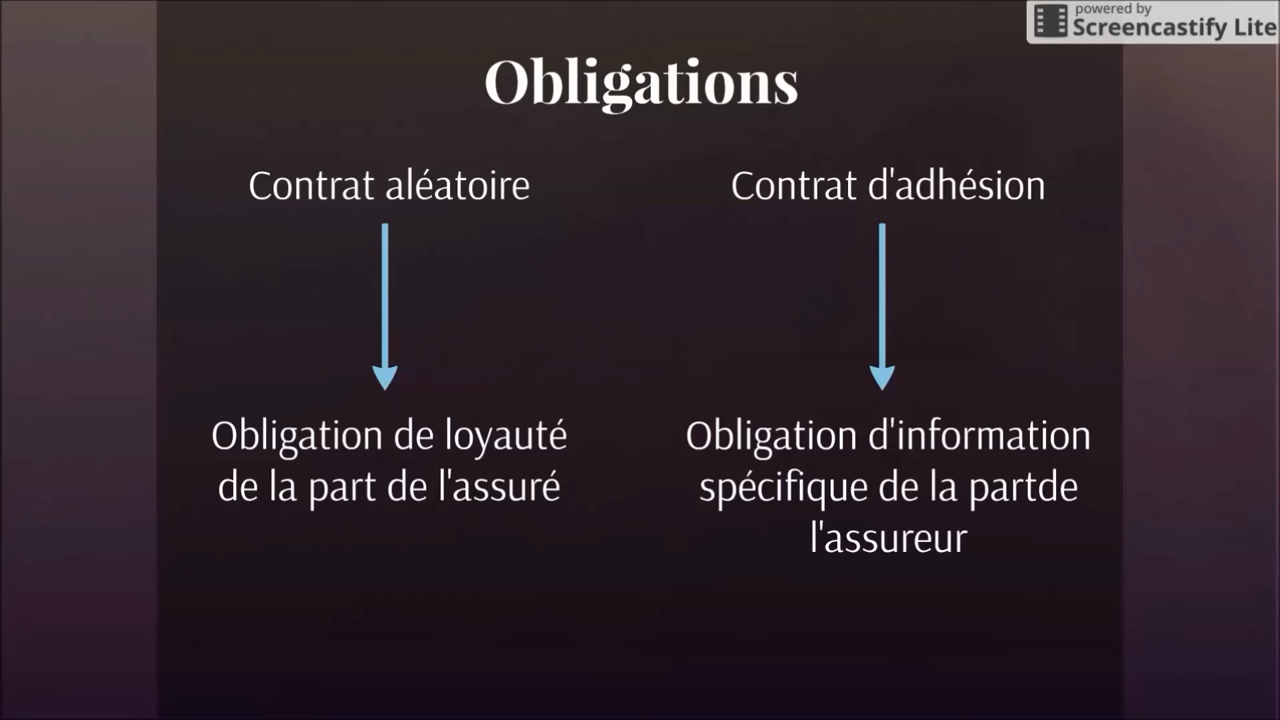 powered by
Screencastify Lite
Obligations
Contrat aléatoire
Contrat d'adhésion
Obligation de loyauté
de la part de l'assuré
Obligation d'information
spécifique de la partde
l'assureur